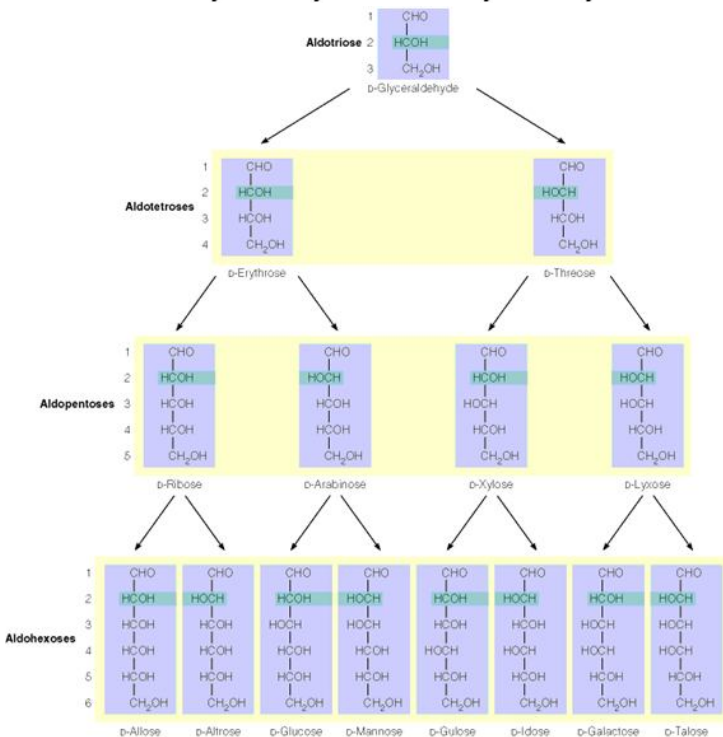 1 CHO
Aldotriose 2 HCOH
3 CH₂OH
D-Glyceraldehyde
1 CHO CHO
2 HCOH HOCH
Aldotetroses
3 HCOH HCOH
4 CH₂OH CH₂OH
D-Erythrose D-Threose
1 CHO CHO CHO CHO
2 HCOH HOCH HCOH HOCH
Aldopentoses 3 HCOH HCOH HOCH HOCH
4 HCOH HCOH HCOH HCOH
5 CH₂OH CH₂OH CH₂OH CH₂OH
D-Ribose D-Arabinose D-Xylose D-Lyxose
1 CHO CHO CHO CHO CHO CHO CHO CHO
2 HCOH HOCH HCOH HOCH HCOH HOCH HCOH HOCH
3 HCOH HCOH HOCH HOCH HCOH HCOH HOCH HOCH
Aldohexoses
4 HCOH HCOH HCOH HCOH HOCH HOCH HOCH HOCH
5 HCOH HCOH HCOH HCOH HCOH HCOH HCOH HCOH
6 CH₂OH CH₂OH CH₂OH CH₂OH CH₂OH CH₂OH CH₂OH CH₂OH
D-Allose D-Altrose D-Glucose D-Mannose D-Gulose D-Idose D-Galactose D-Talose